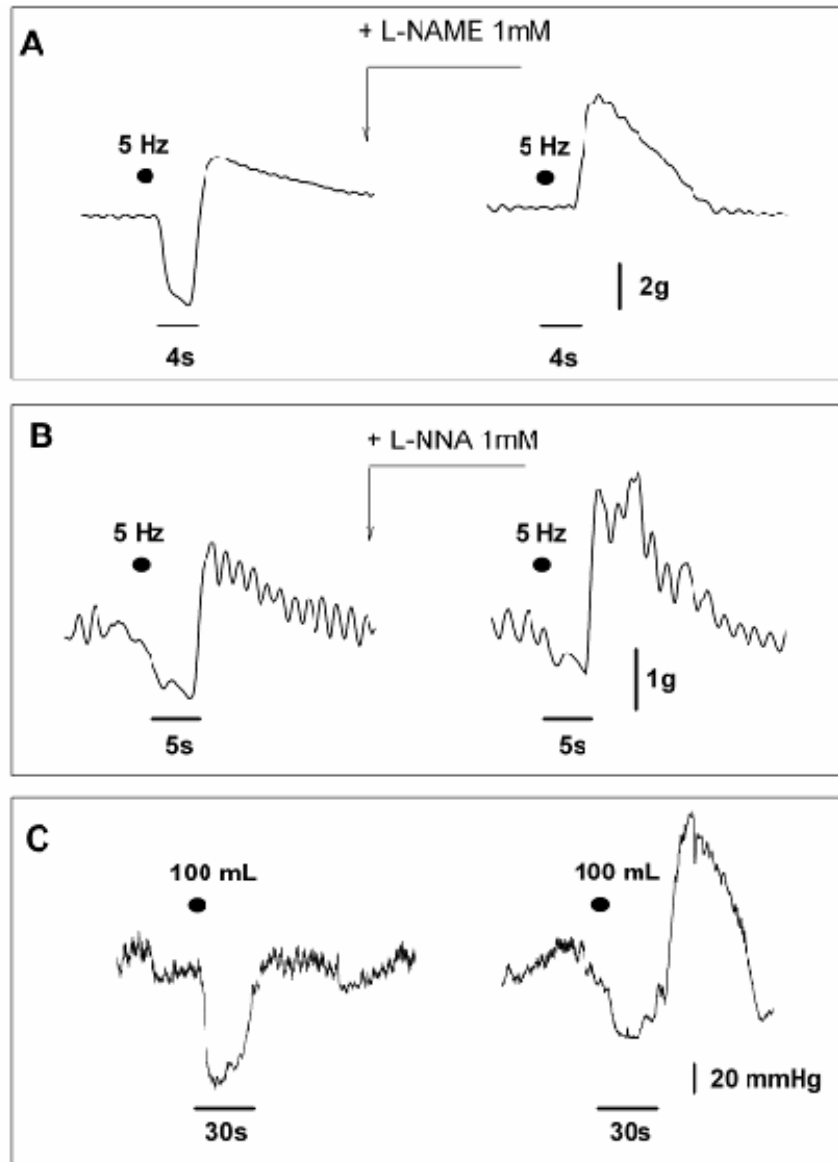 A
+ L-NAME 1mM
5 Hz
5 Hz
2g
4s
4s
B
+ L-NNA 1mM
5 Hz
5 Hz
1g
5s
5s
C
100 mL
100 mL
20 mmHg
30s
30s